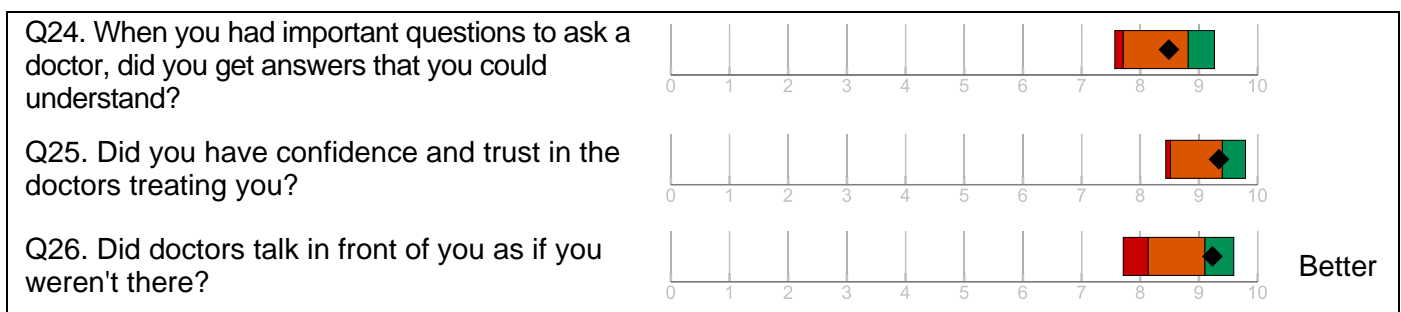 Q24. When you had important questions to ask a
doctor, did you get answers that you could
understand?
0 1 2 3 4 5 6 7 8 9 10
Q25. Did you have confidence and trust in the
doctors treating you?
0 1 2 3 4 5 6 7 8 9 10
Q26. Did doctors talk in front of you as if you
weren't there?
Better
0 1 2 3 4 5 6 7 8 9 10